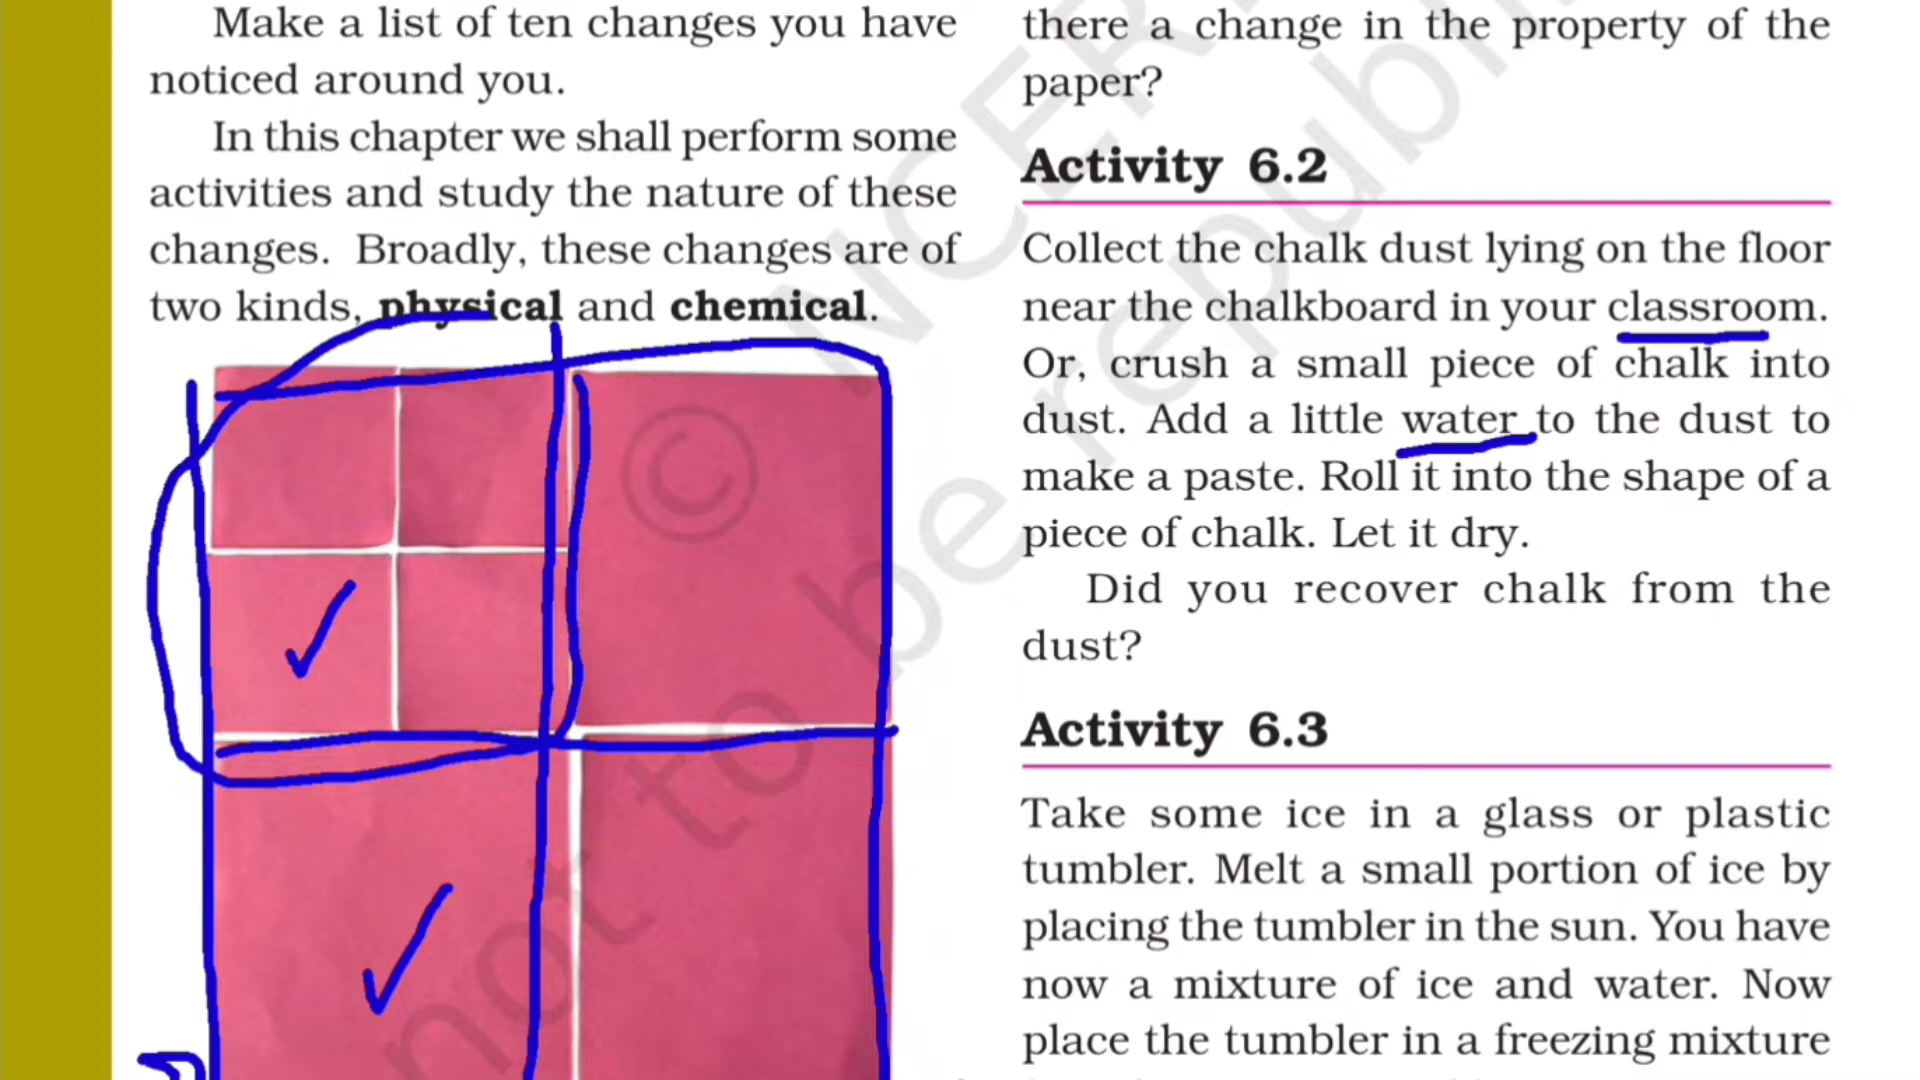 Make a list of ten changes you have
noticed around you.
In this chapter we shall perform some
activities and study the nature of these
changes. Broadly, these changes are of
two kinds, physical and chemical.
there a change in the property of the
paper?
Activity 6.2
Collect the chalk dust lying on the floor
near the chalkboard in your classroom.
Or, crush a small piece of chalk into
dust. Add a little water to the dust to
make a paste. Roll it into the shape of a
piece of chalk. Let it dry.
Did you recover chalk from the
dust?
Activity 6.3
Take some ice in a glass or plastic
tumbler. Melt a small portion of ice by
placing the tumbler in the sun. You have
now a mixture of ice and water. Now
place the tumbler in a freezing mixture
©
not to be republi